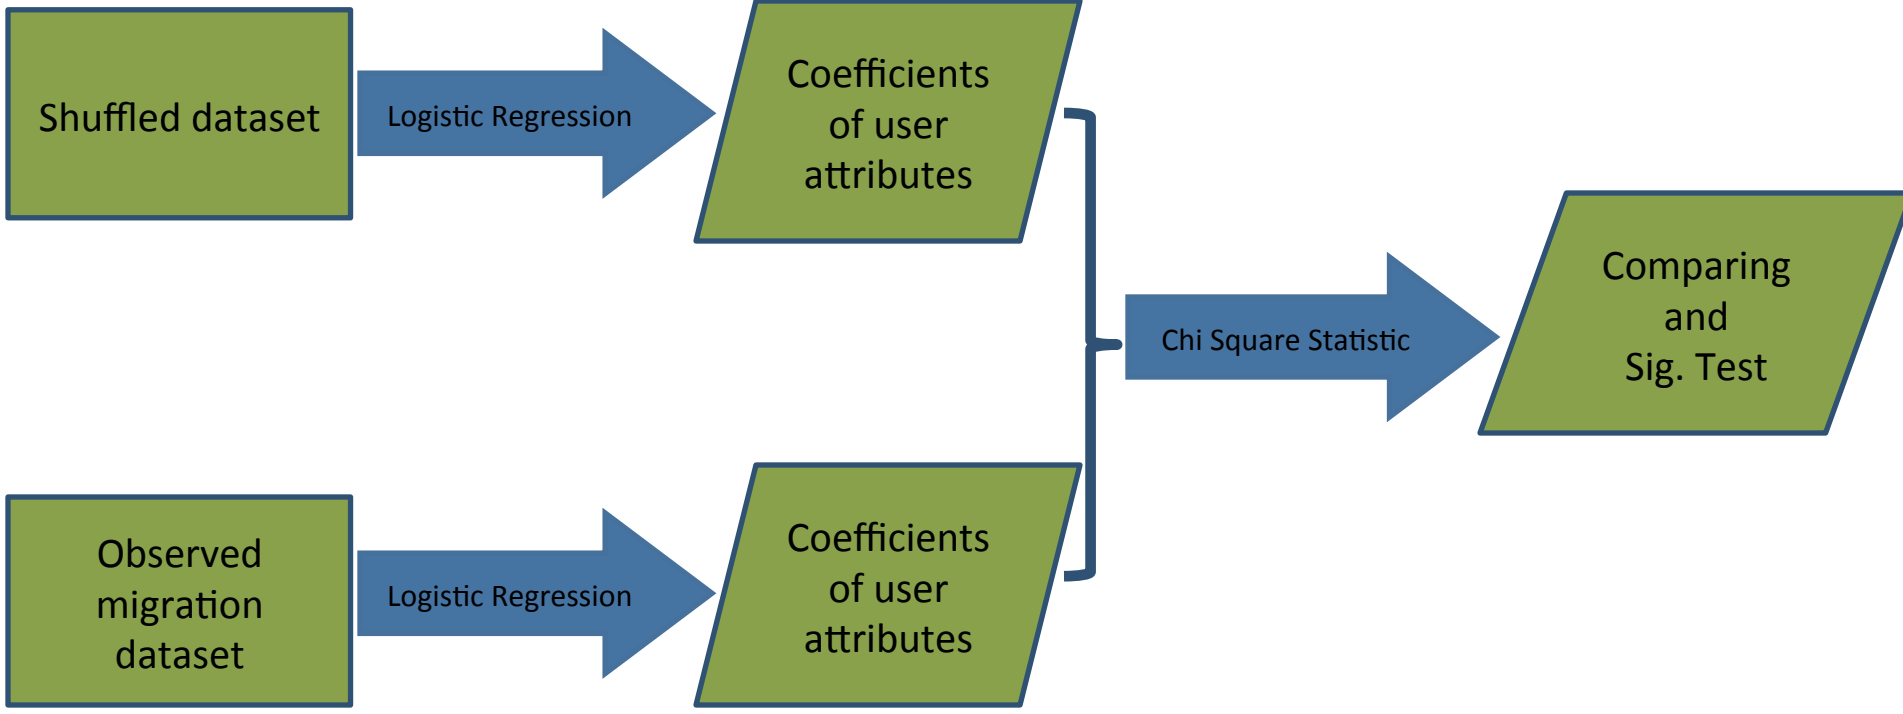 Shuffled dataset
Logistic Regression
Coefficients
of user
attributes
Observed
migration
dataset
Logistic Regression
Coefficients
of user
attributes
Chi Square Statistic
Comparing
and
Sig. Test